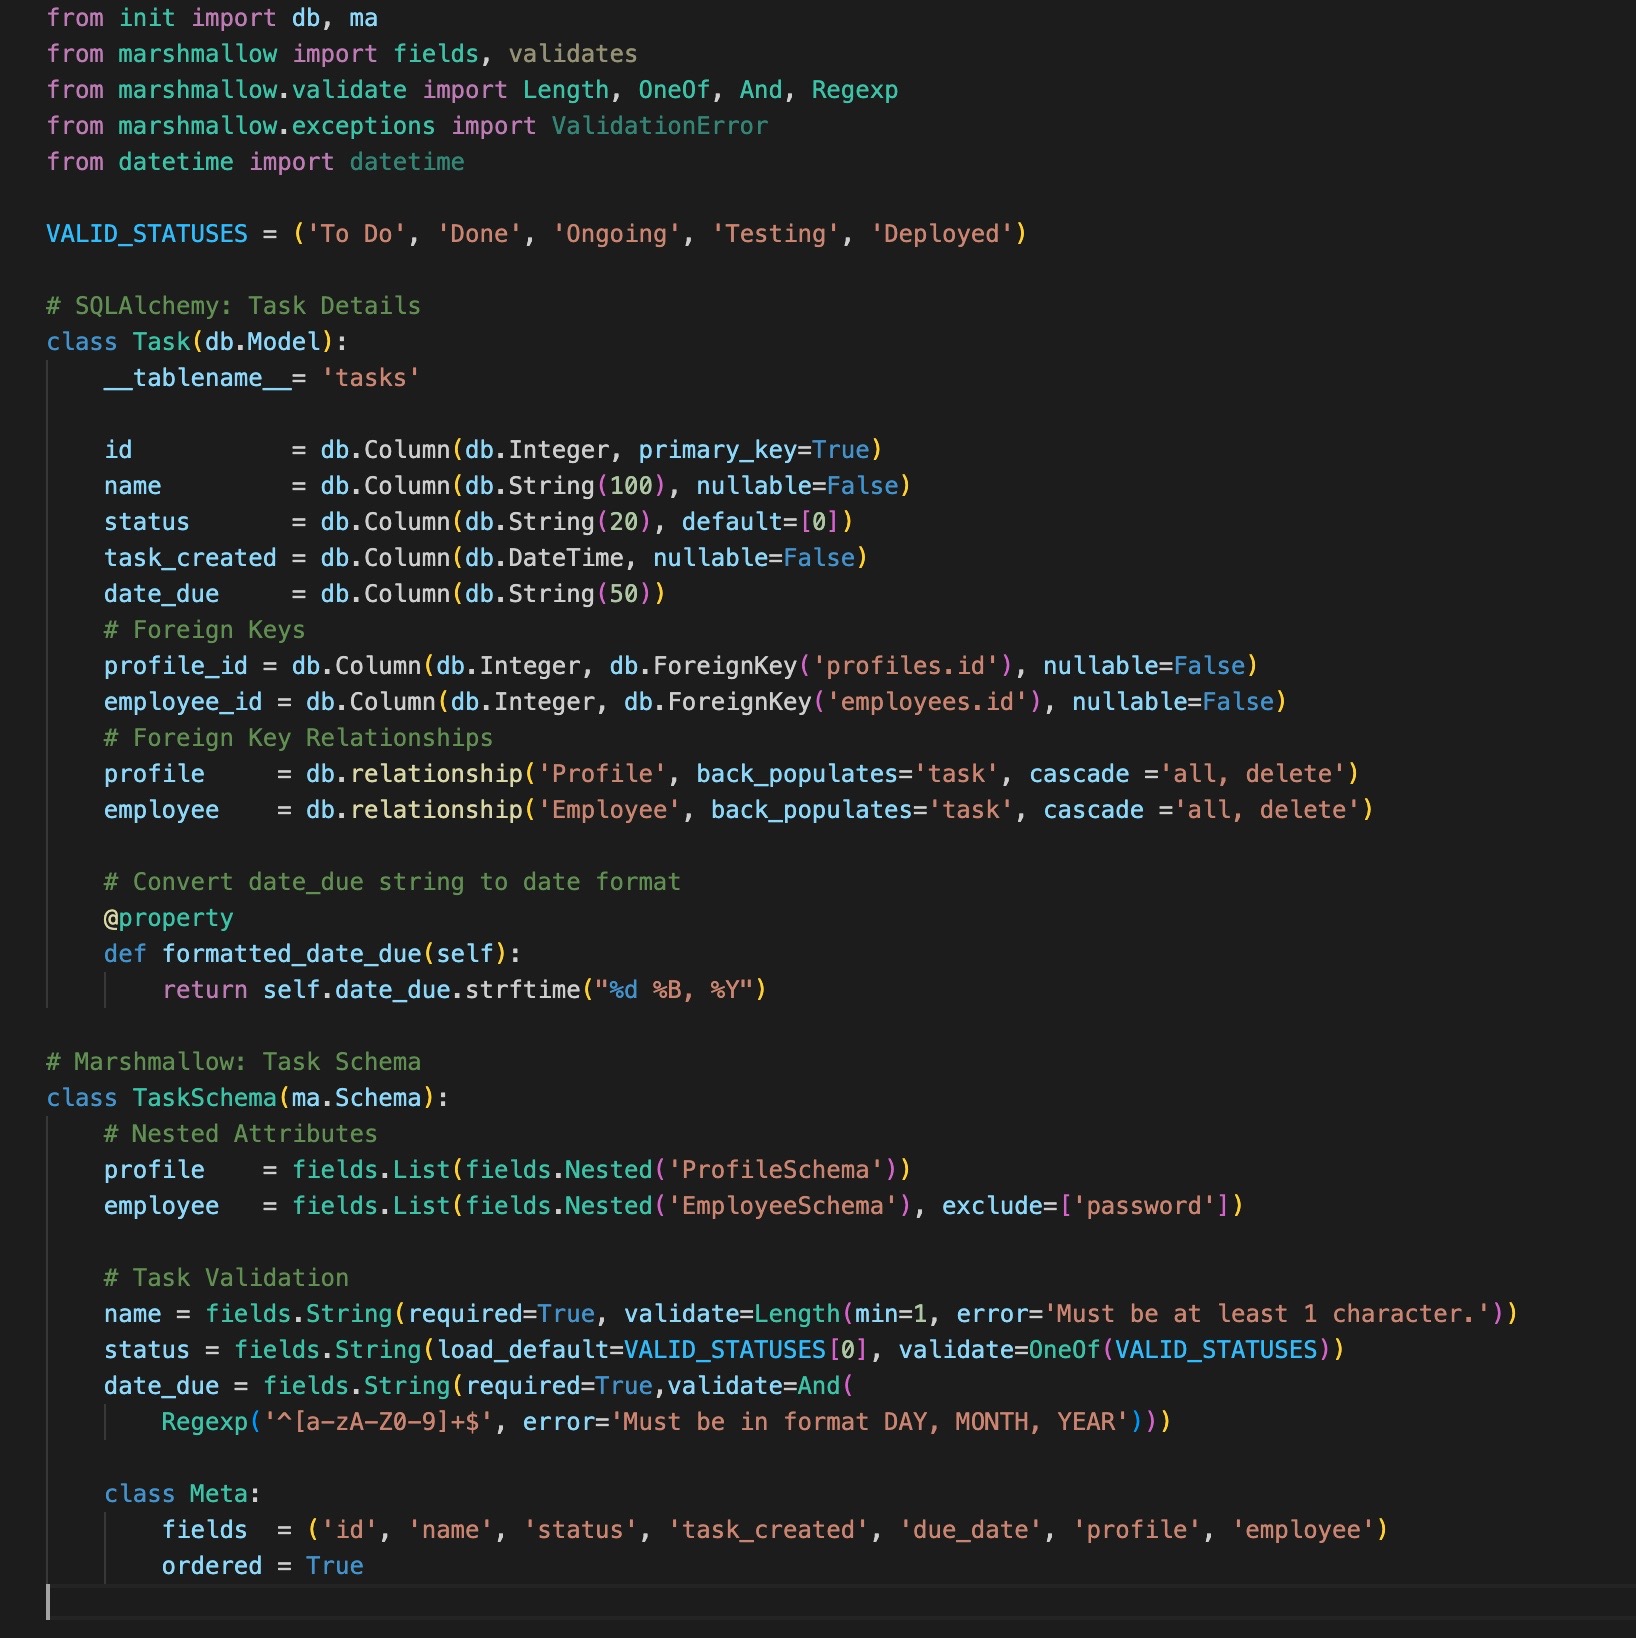 from init import db, ma
from marshmallow import fields, validates
from marshmallow.validate import Length, OneOf, And, Regexp
from marshmallow.exceptions import ValidationError
from datetime import datetime

VALID_STATUSES = ('To Do', 'Done', 'Ongoing', 'Testing', 'Deployed')

# SQLAlchemy: Task Details
class Task(db.Model):
    __tablename__= 'tasks'

    id           = db.Column(db.Integer, primary_key=True)
    name         = db.Column(db.String(100), nullable=False)
    status       = db.Column(db.String(20), default=[0])
    task_created = db.Column(db.DateTime, nullable=False)
    date_due     = db.Column(db.String(50))
    # Foreign Keys
    profile_id = db.Column(db.Integer, db.ForeignKey('profiles.id'), nullable=False)
    employee_id = db.Column(db.Integer, db.ForeignKey('employees.id'), nullable=False)
    # Foreign Key Relationships
    profile     = db.relationship('Profile', back_populates='task', cascade ='all, delete')
    employee    = db.relationship('Employee', back_populates='task', cascade ='all, delete')

    # Convert date_due string to date format
    @property
    def formatted_date_due(self):
        return self.date_due.strftime("%d %B, %Y")

# Marshmallow: Task Schema
class TaskSchema(ma.Schema):
    # Nested Attributes
    profile    = fields.List(fields.Nested('ProfileSchema'))
    employee   = fields.List(fields.Nested('EmployeeSchema'), exclude=['password'])

    # Task Validation
    name = fields.String(required=True, validate=Length(min=1, error='Must be at least 1 character.'))
    status = fields.String(load_default=VALID_STATUSES[0], validate=OneOf(VALID_STATUSES))
    date_due = fields.String(required=True,validate=And(
        Regexp('^[a-zA-Z0-9]+$', error='Must be in format DAY, MONTH, YEAR')))

    class Meta:
        fields  = ('id', 'name', 'status', 'task_created', 'due_date', 'profile', 'employee')
        ordered = True